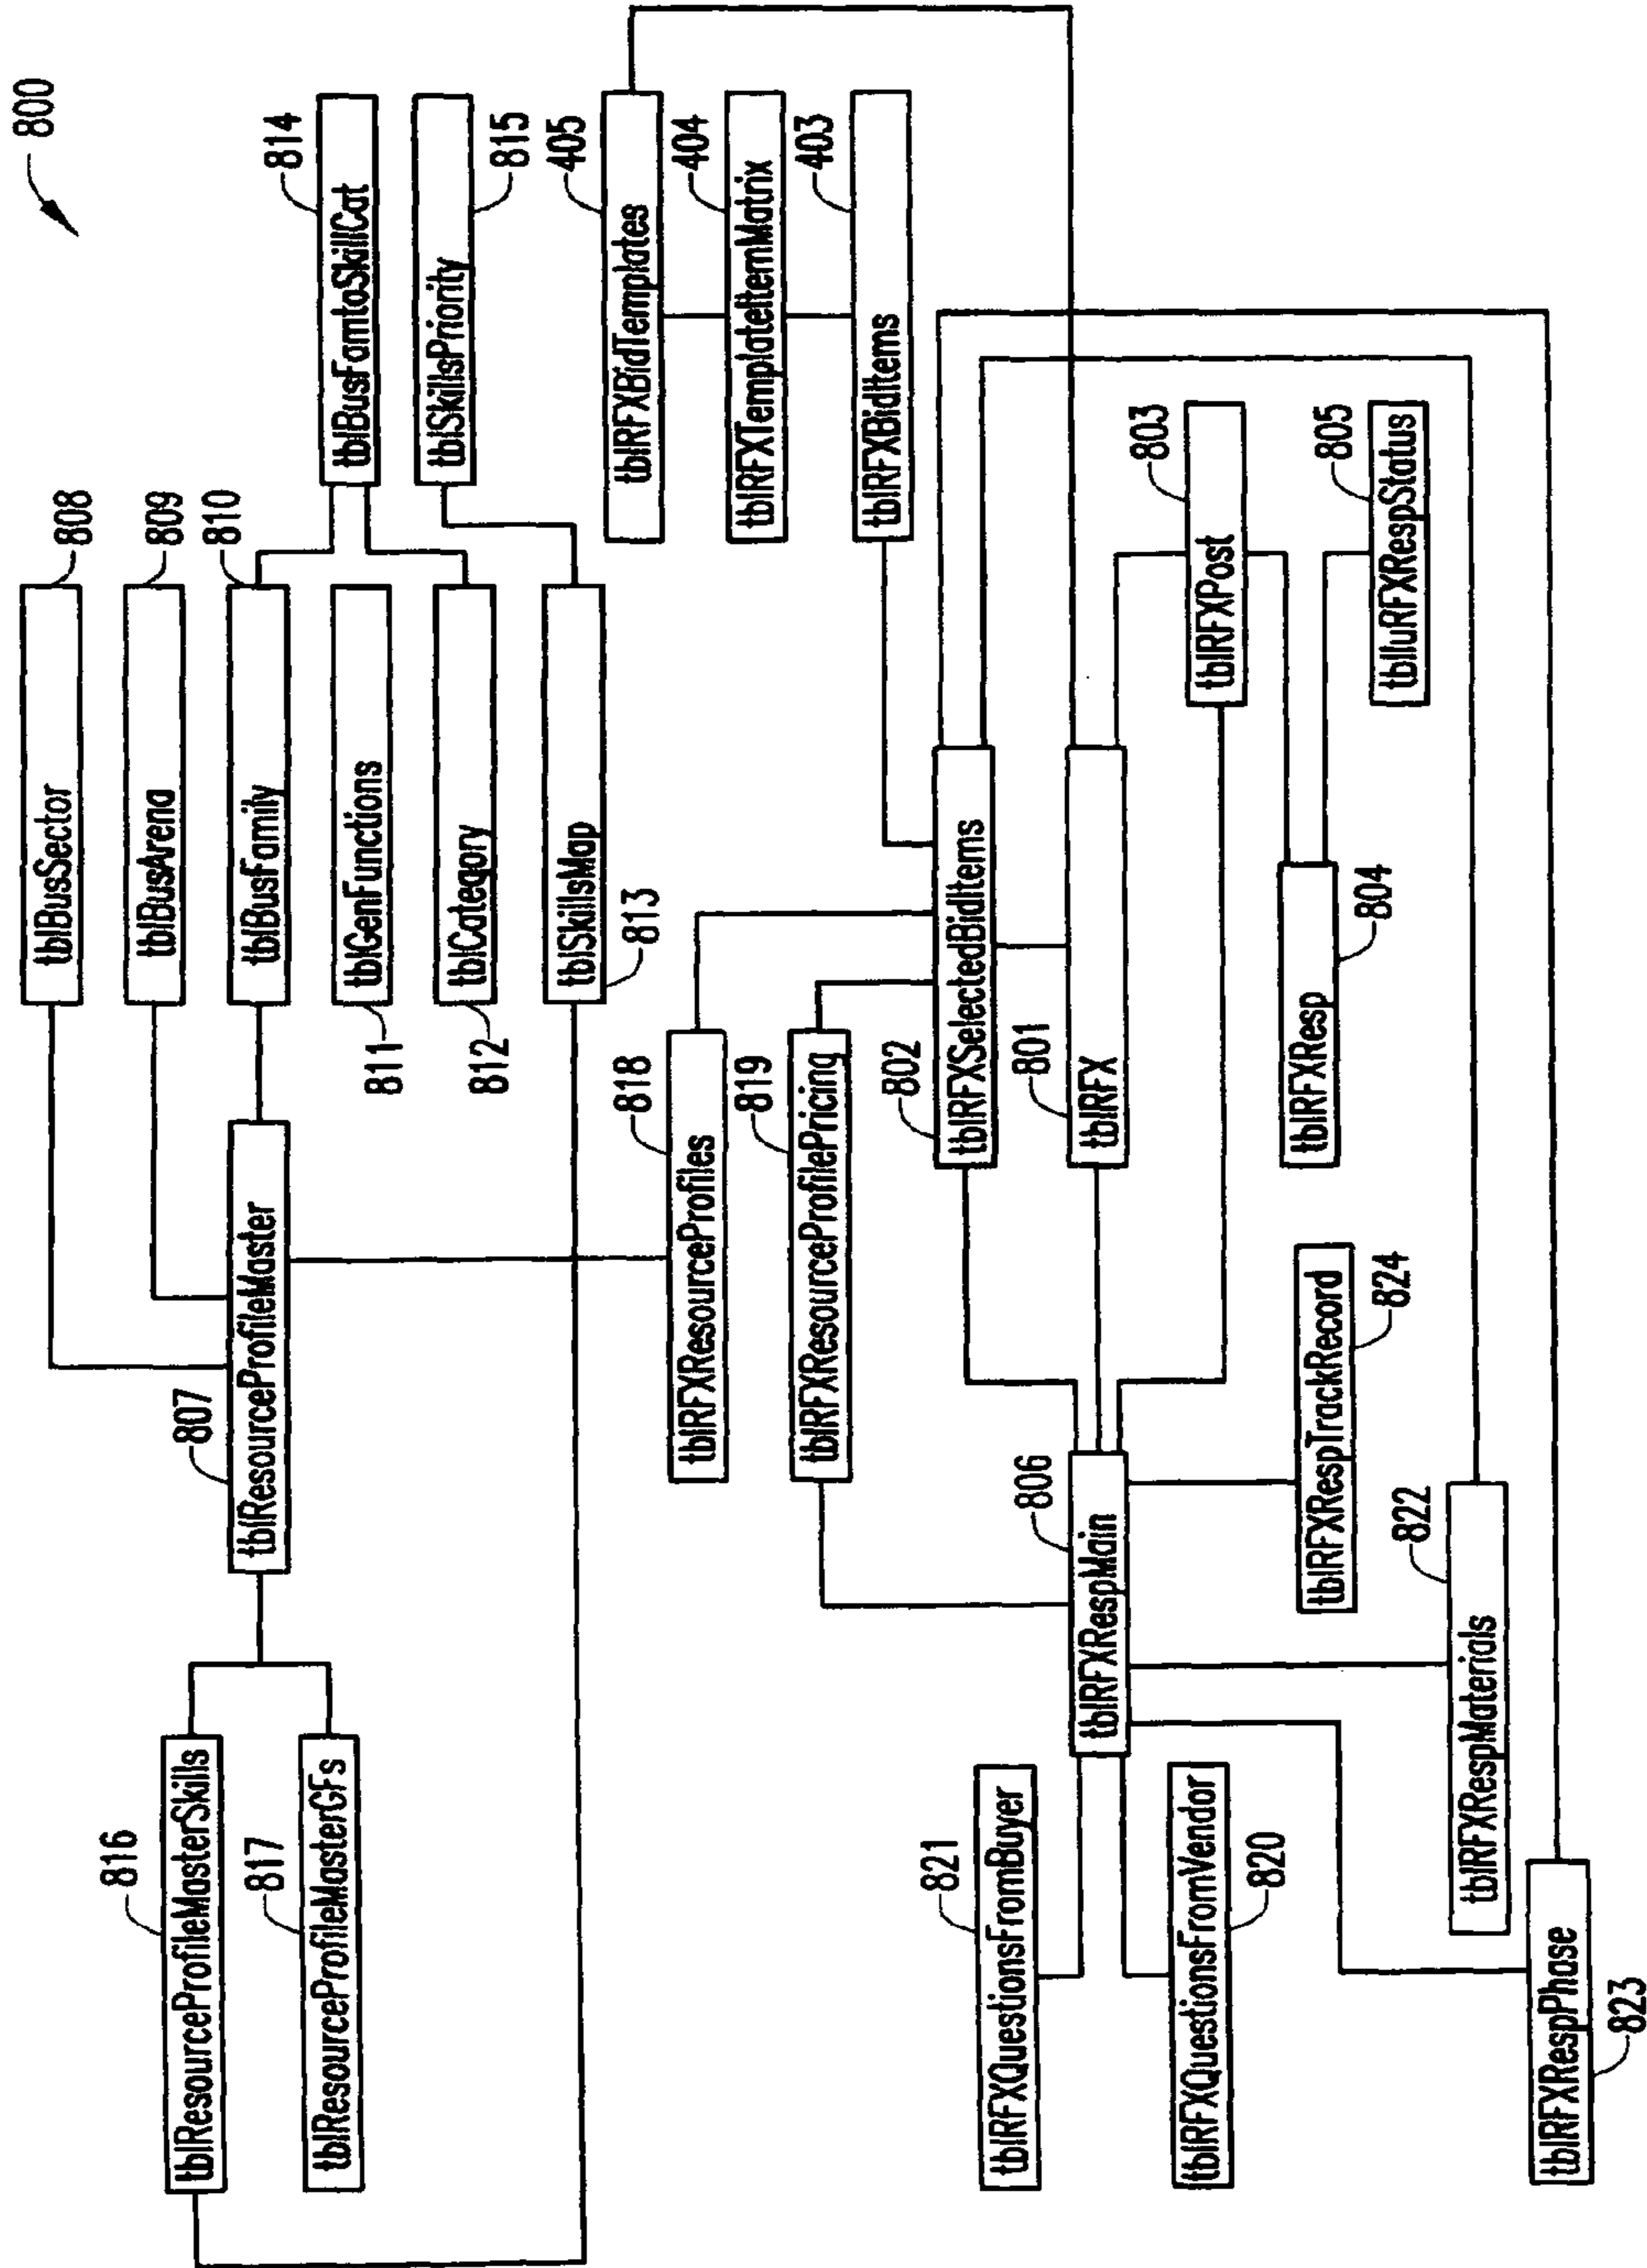 800
tblBusSector
808
tblBusArena
809
tblBusFamily
810
tblGenFunctions
811
tblCategory
812
tblSkillsMap
813
tblBusFamtoSkillCat
814
tblSkillsPriority
815
tblResourceProfileMaster
807
tblResourceProfileMasterSkills
816
tblResourceProfileMasterGFs
817
tblRFXBidTemplates
405
tblRFXTemplateItemMatrix
404
tblRFXBidItems
403
tblRFXResourceProfiles
818
tblRFXResourceProfilePricing
819
tblRFXSelectedBidItems
802
tblRFX
801
tblRFXPost
803
tblRFXResp
804
tblluRFXRespStatus
805
tblRFXRespMain
806
tblRFXRespTrackRecord
824
tblRFXQuestionsFromBuyer
821
tblRFXQuestionsFromVendor
820
tblRFXRespMaterials
822
tblRFXRespPhase
823